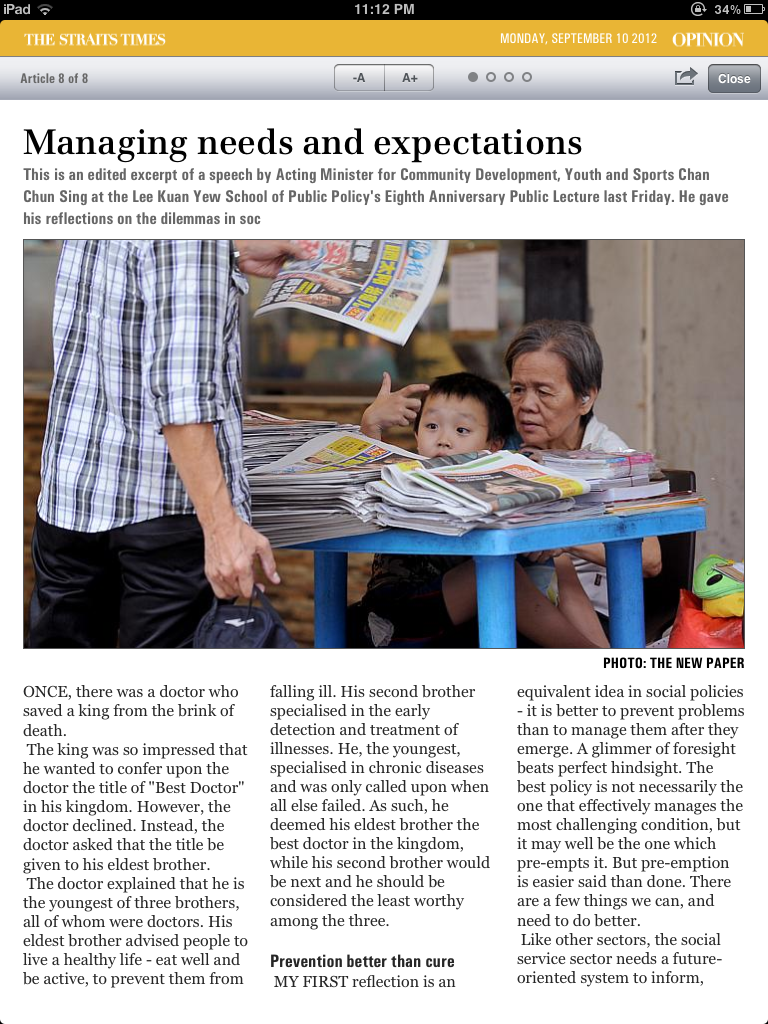 iPad
11:12 PM
34%
THE STRAITS TIMES
MONDAY, SEPTEMBER 10 2012
OPINION
Article 8 of 8
-A
A+
Close
Managing needs and expectations
This is an edited excerpt of a speech by Acting Minister for Community Development, Youth and Sports Chan
Chun Sing at the Lee Kuan Yew School of Public Policy's Eighth Anniversary Public Lecture last Friday. He gave
his reflections on the dilemmas in soc
PHOTO: THE NEW PAPER
ONCE, there was a doctor who
saved a king from the brink of
death.
The king was so impressed that
he wanted to confer upon the
doctor the title of "Best Doctor"
in his kingdom. However, the
doctor declined. Instead, the
doctor asked that the title be
given to his eldest brother.
The doctor explained that he is
the youngest of three brothers,
all of whom were doctors. His
eldest brother advised people to
live a healthy life - eat well and
be active, to prevent them from
falling ill. His second brother
specialised in the early
detection and treatment of
illnesses. He, the youngest,
specialised in chronic diseases
and was only called upon when
all else failed. As such, he
deemed his eldest brother the
best doctor in the kingdom,
while his second brother would
be next and he should be
considered the least worthy
among the three.
Prevention better than cure
MY FIRST reflection is an
equivalent idea in social policies
- it is better to prevent problems
than to manage them after they
emerge. A glimmer of foresight
beats perfect hindsight. The
best policy is not necessarily the
one that effectively manages the
most challenging condition, but
it may well be the one which
pre-empts it. But pre-emption
is easier said than done. There
are a few things we can, and
need to do better.
Like other sectors, the social
service sector needs a future-
oriented system to inform,